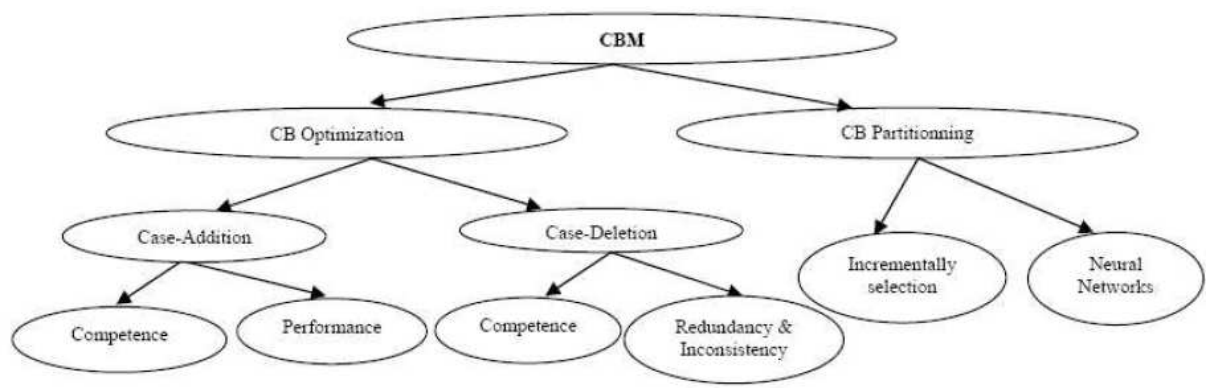 CBM
CB Optimization
CB Partitionning
Case-Addition
Case-Deletion
Incrementally
selection
Neural
Networks
Competence
Performance
Competence
Redundancy &
Inconsistency